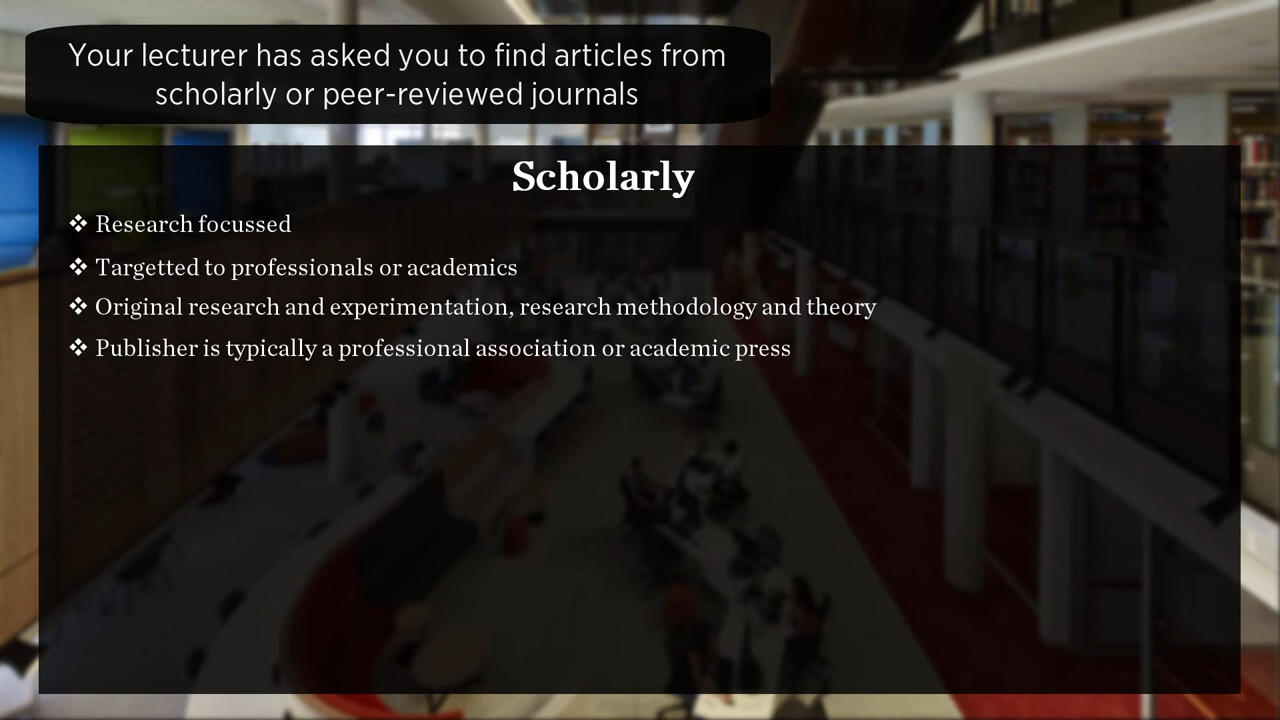 Your lecturer has asked you to find articles from
scholarly or peer-reviewed journals
Scholarly
❖ Research focussed
❖ Targetted to professionals or academics
❖ Original research and experimentation, research methodology and theory
❖ Publisher is typically a professional association or academic press